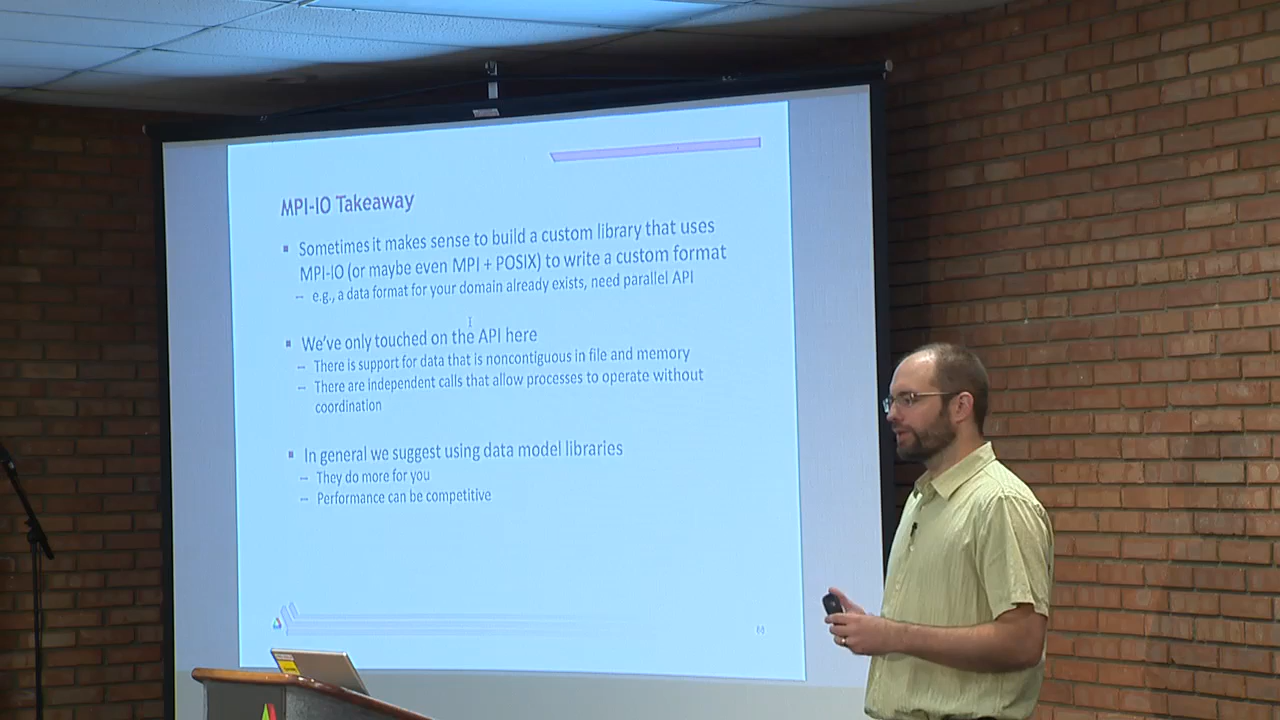 MPI-IO Takeaway
▪ Sometimes it makes sense to build a custom library that uses
MPI-IO (or maybe even MPI + POSIX) to write a custom format
– e.g., a data format for your domain already exists, need parallel API
▪ We've only touched on the API here
– There is support for data that is noncontiguous in file and memory
– There are independent calls that allow processes to operate without
coordination
▪ In general we suggest using data model libraries
– They do more for you
– Performance can be competitive